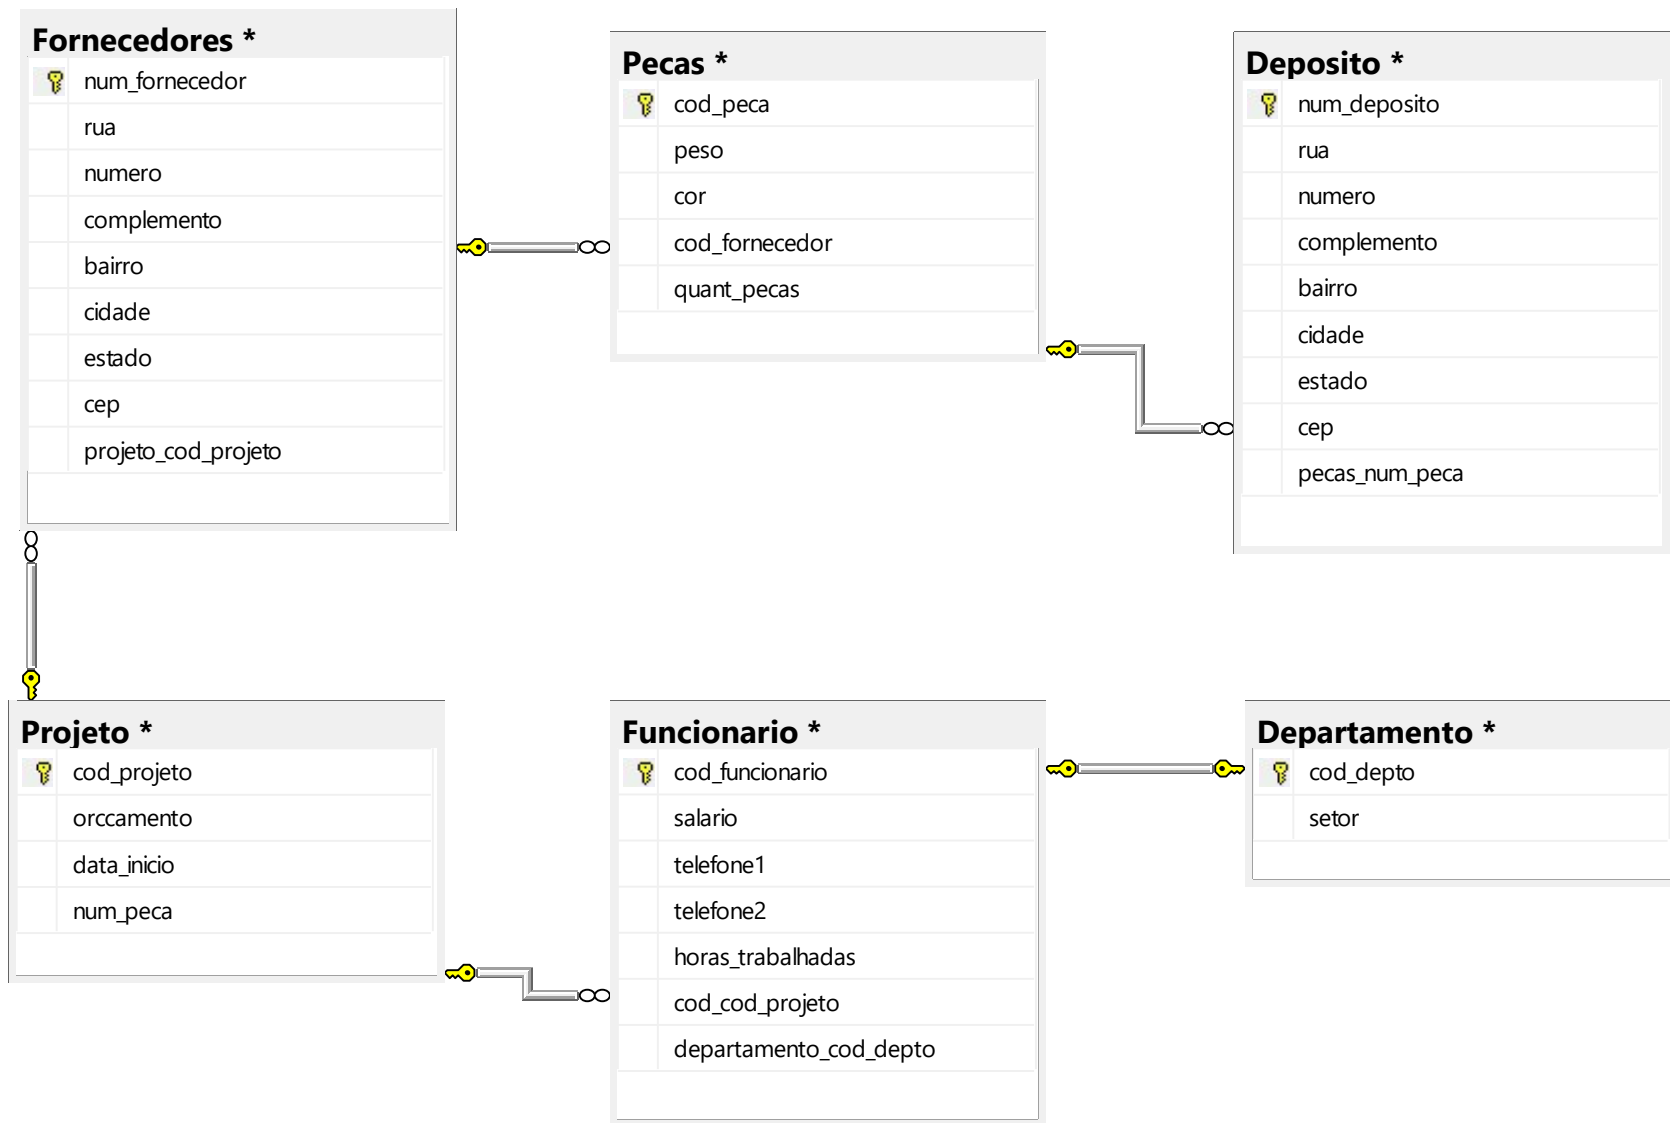 Fornecedores *
num_fornecedor
rua
numero
complemento
bairro
cidade
estado
cep
projeto_cod_projeto
Pecas *
cod_peca
peso
cor
cod_fornecedor
quant_pecas
Deposito *
num_deposito
rua
numero
complemento
bairro
cidade
estado
cep
pecas_num_peca
Projeto *
cod_projeto
orccamento
data_inicio
num_peca
Funcionario *
cod_funcionario
salario
telefone1
telefone2
horas_trabalhadas
cod_cod_projeto
departamento_cod_depto
Departamento *
cod_depto
setor